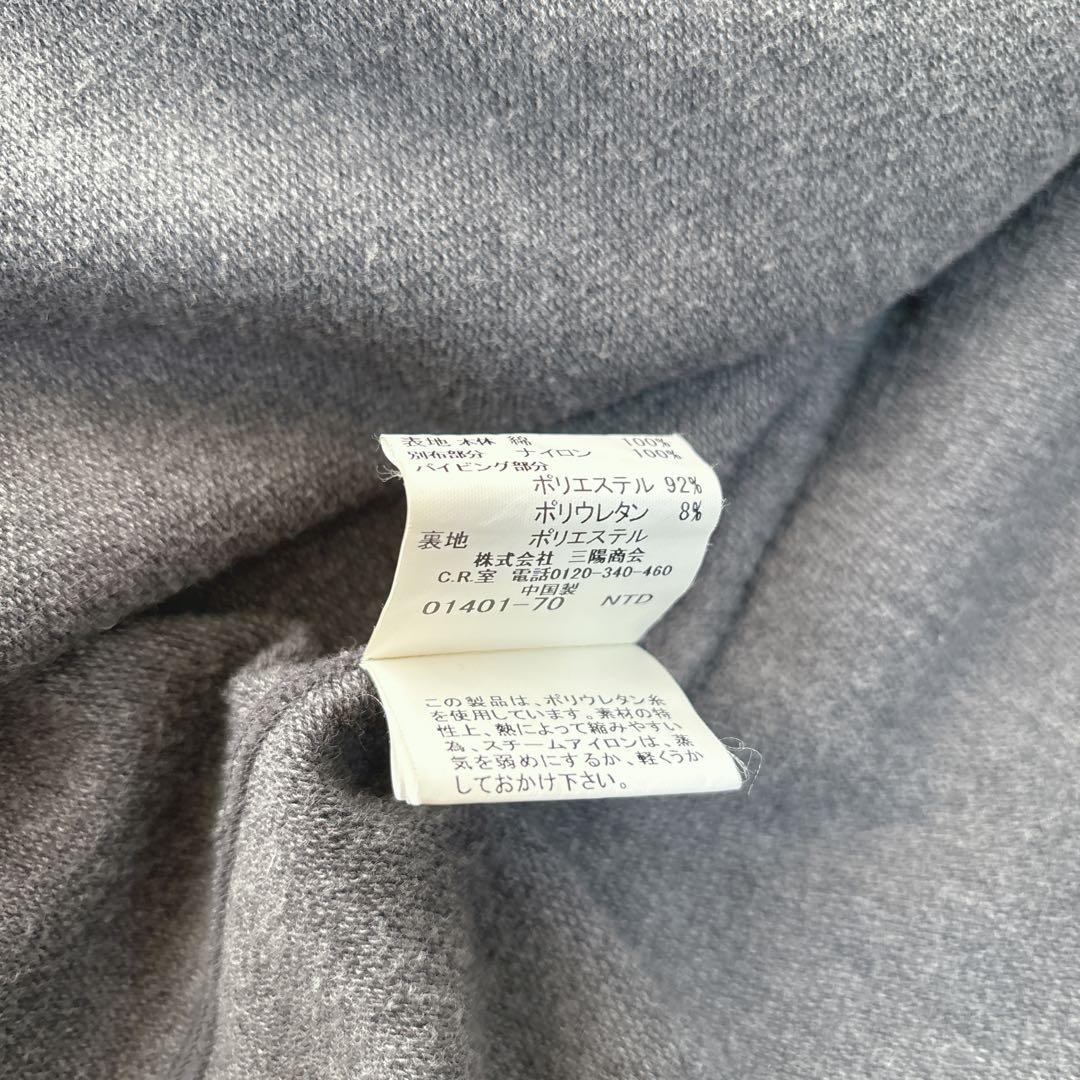 表地 本体 綿 100%
別布部分 ナイロン 100%
パイピング部分
ポリエステル 92%
ポリウレタン 8%
裏地 ポリエステル
株式会社 三陽商会
C.R.室 電話0120-340-460
中国製
01401-70 NTD
この製品は、ポリウレタン糸
を使用しています。素材の特
性上、熱によって縮みやすい
為、スチームアイロンは、蒸
気を弱めにするか、軽くうか
しておかけ下さい。